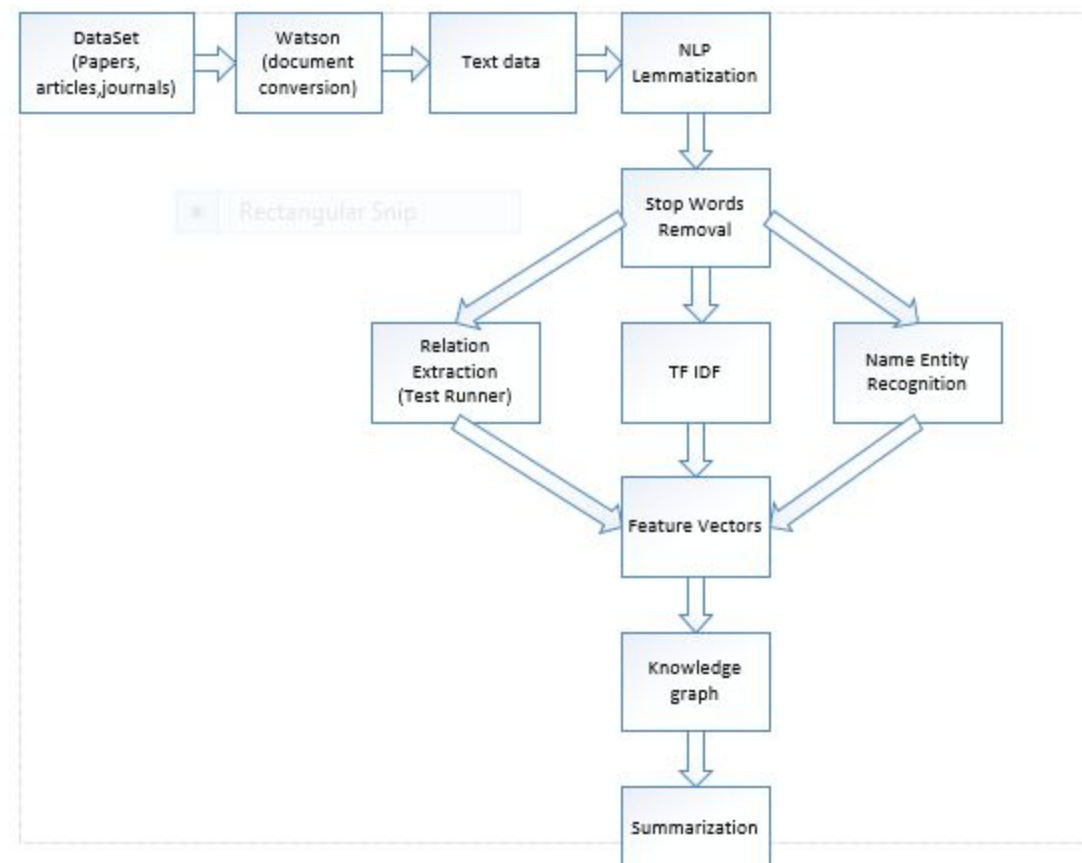 DataSet
(Papers,
articles,journals)
Watson
(document
conversion)
Text data
NLP
Lemmatization
Rectangular Snip
Stop Words
Removal
Relation
Extraction
(Test Runner)
TF IDF
Name Entity
Recognition
Feature Vectors
Knowledge
graph
Summarization